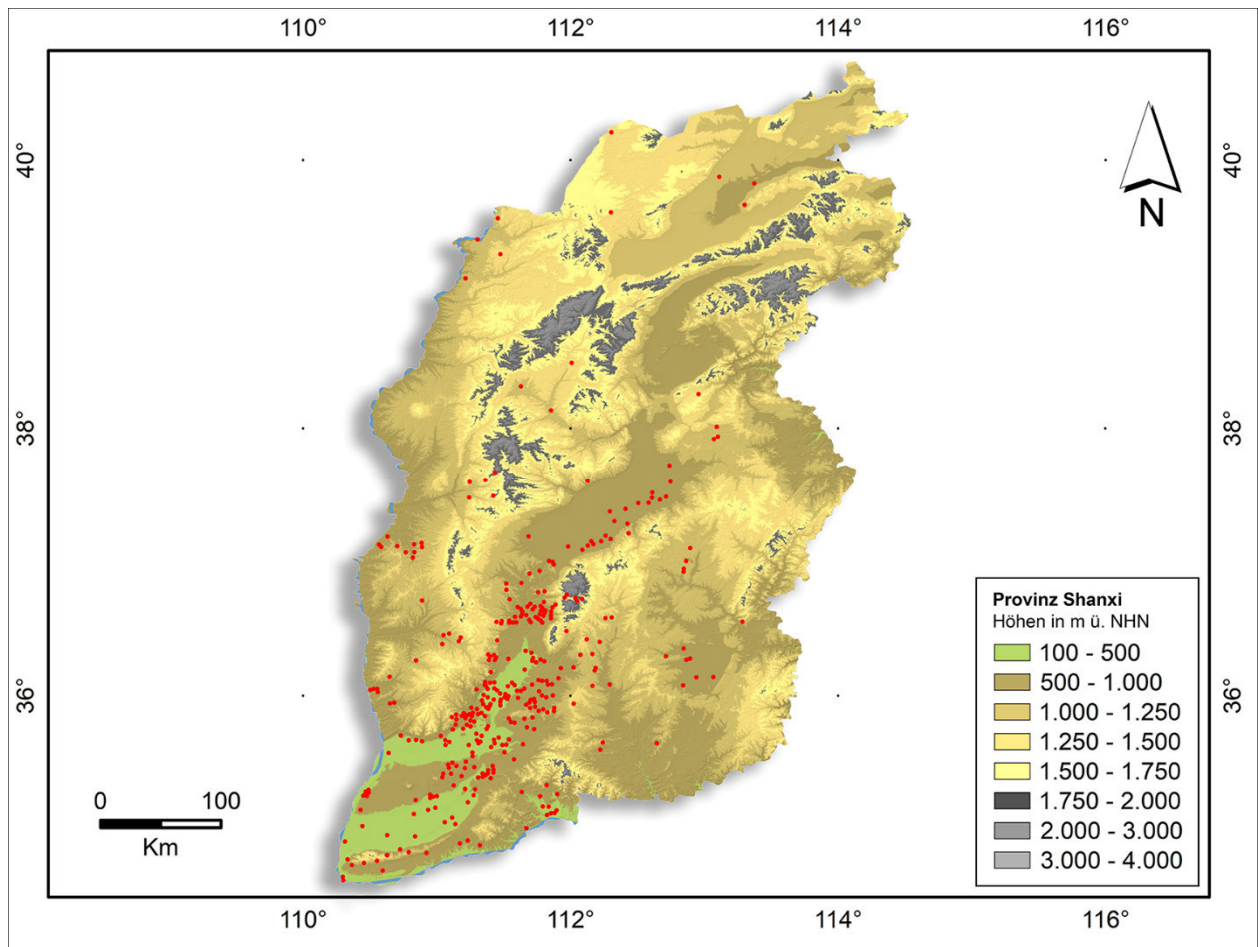 110° 112° 114° 116°
40° 40°
N
38° 38°
36° 36°
0 100
Km
Provinz Shanxi
Höhen in m ü. NHN
100 - 500
500 - 1.000
1.000 - 1.250
1.250 - 1.500
1.500 - 1.750
1.750 - 2.000
2.000 - 3.000
3.000 - 4.000
110° 112° 114° 116°